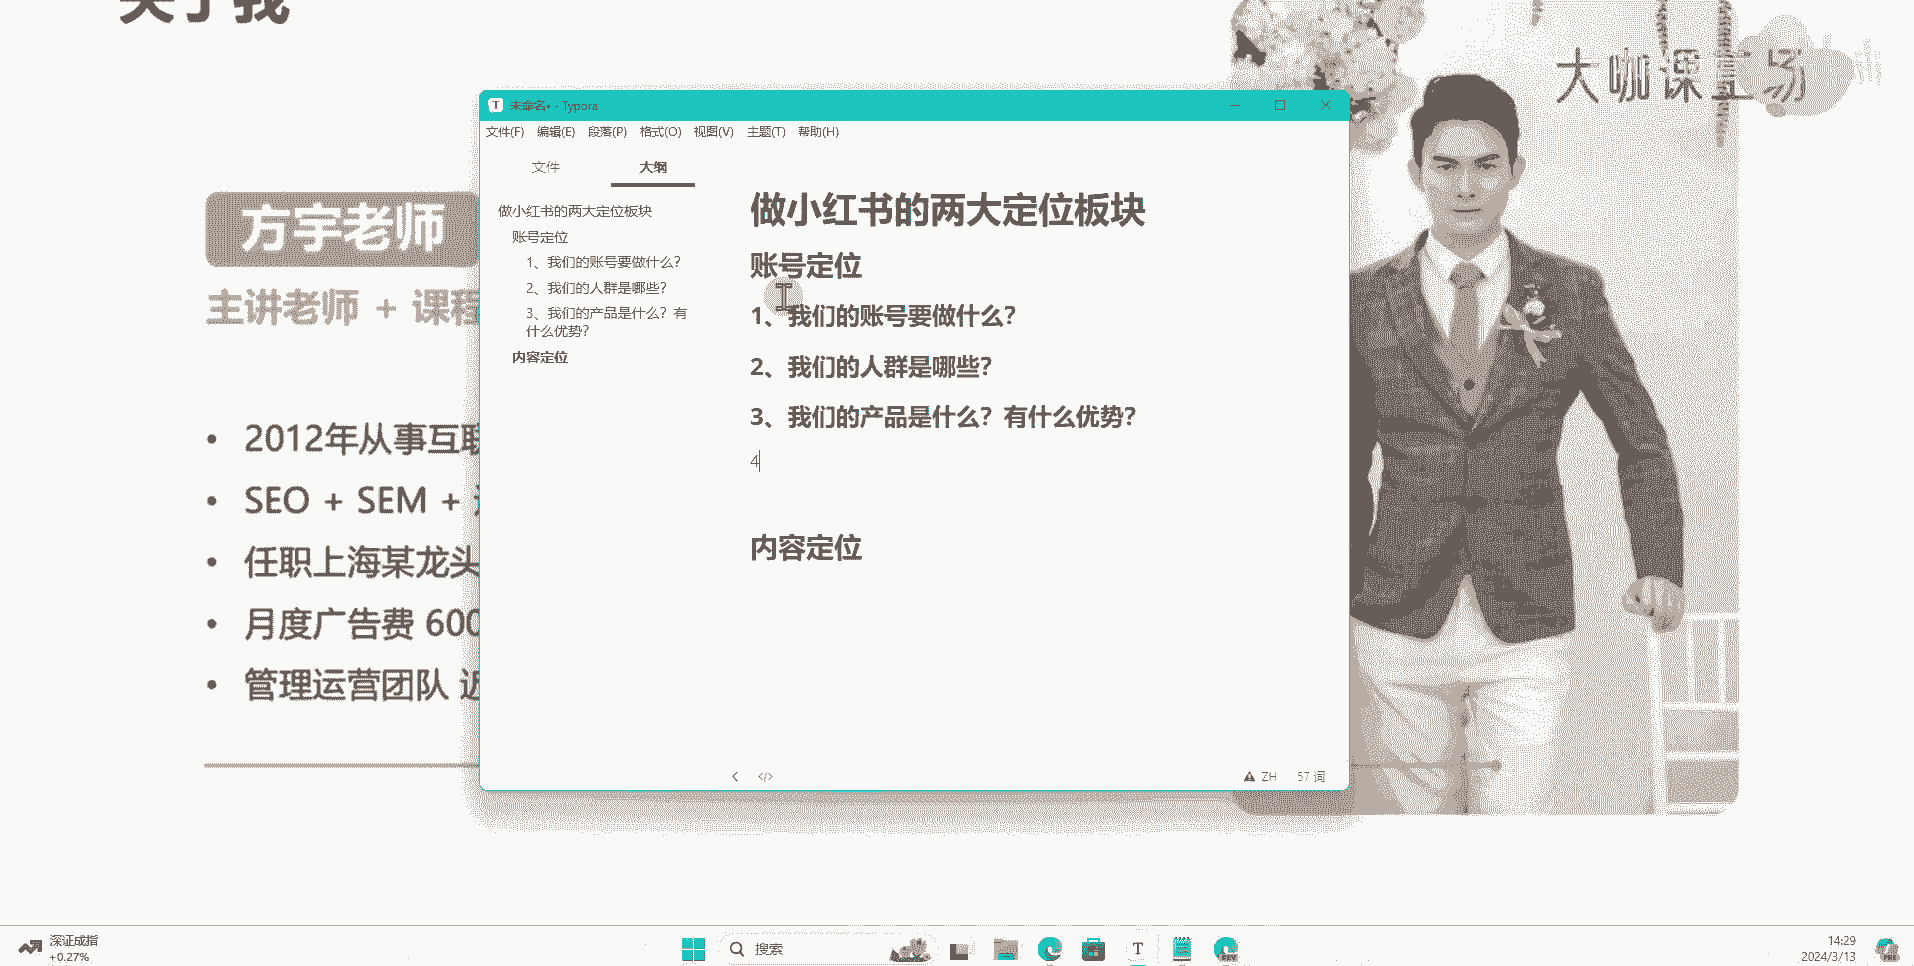 关于我
大咖课工场
方宇老师
主讲老师 + 课程
• 2012年从事互联
• SEO + SEM +
• 任职上海某龙头
• 月度广告费 600
• 管理运营团队 近
未命名• - Typora
文件(F) 编辑(E) 段落(P) 格式(O) 视图(V) 主题(T) 帮助(H)
文件 大纲
做小红书的两大定位板块
账号定位
1、我们的账号要做什么?
2、我们的人群是哪些?
3、我们的产品是什么？有
什么优势?
内容定位
做小红书的两大定位板块
账号定位
1、我们的账号要做什么?
2、我们的人群是哪些?
3、我们的产品是什么？有什么优势?
4
内容定位
ZH 57 词
深证成指
+0.27%
搜索
T
DEV
14:29
2024/3/13
PRE